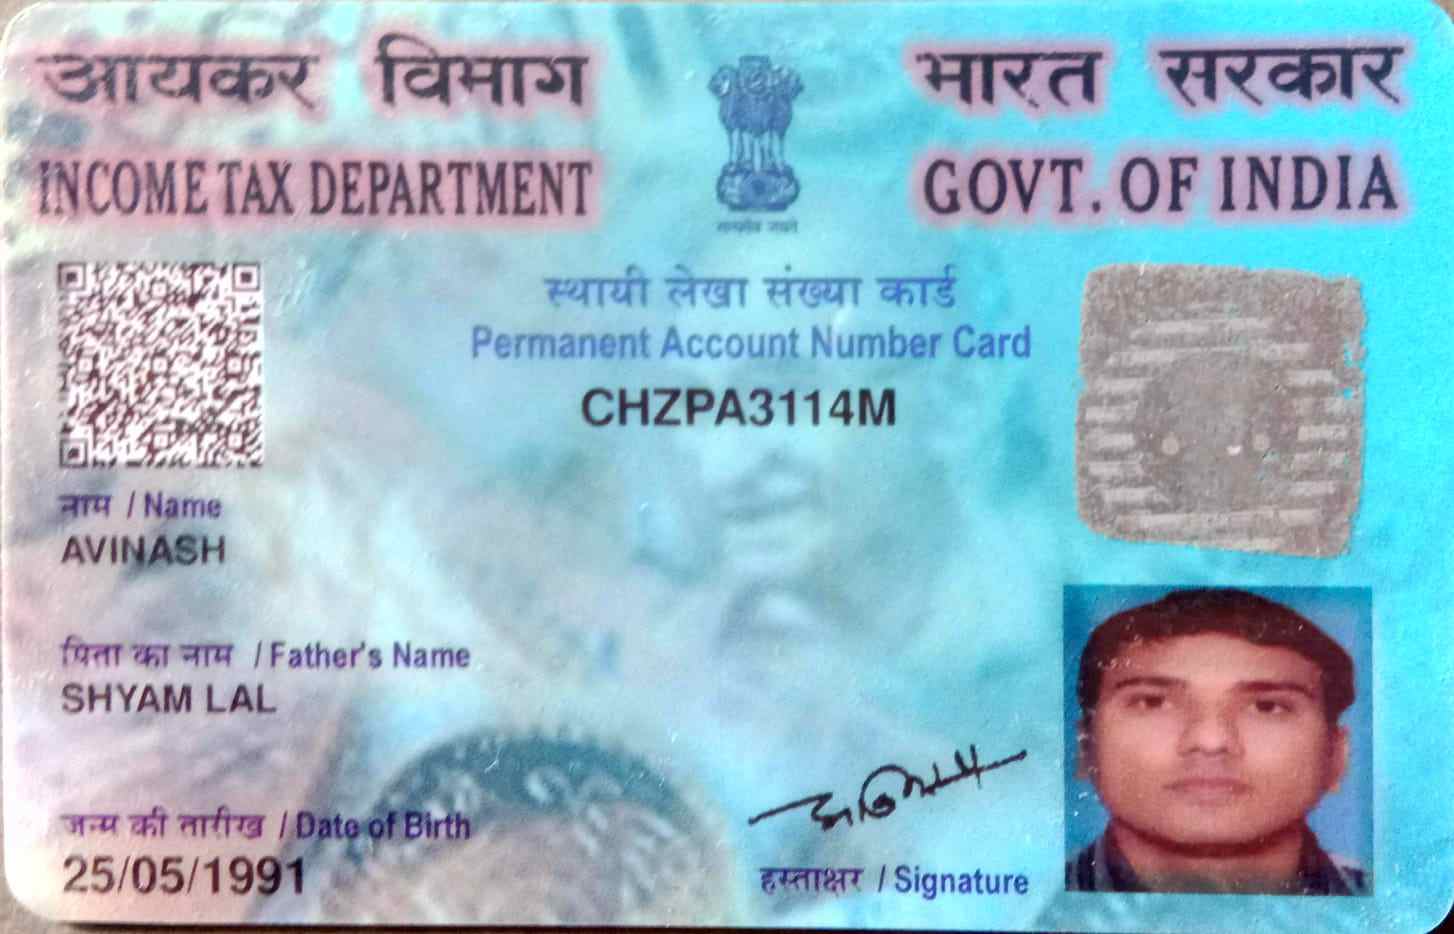 आयकर विभाग
भारत सरकार
INCOME TAX DEPARTMENT
GOVT. OF INDIA
सत्यमेव जयते
स्थायी लेखा संख्या कार्ड
Permanent Account Number Card
CHZPA3114M
नाम / Name
AVINASH
पिता का नाम / Father's Name
SHYAM LAL
जन्म की तारीख / Date of Birth
25/05/1991
हस्ताक्षर / Signature